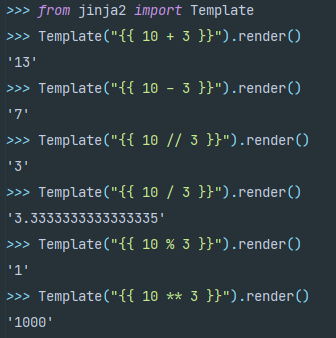 >>> from jinja2 import Template
>>> Template("{{ 10 + 3 }}").render()
'13'
>>> Template("{{ 10 - 3 }}").render()
'7'
>>> Template("{{ 10 // 3 }}").render()
'3'
>>> Template("{{ 10 / 3 }}").render()
'3.3333333333333335'
>>> Template("{{ 10 % 3 }}").render()
'1'
>>> Template("{{ 10 ** 3 }}").render()
'1000'